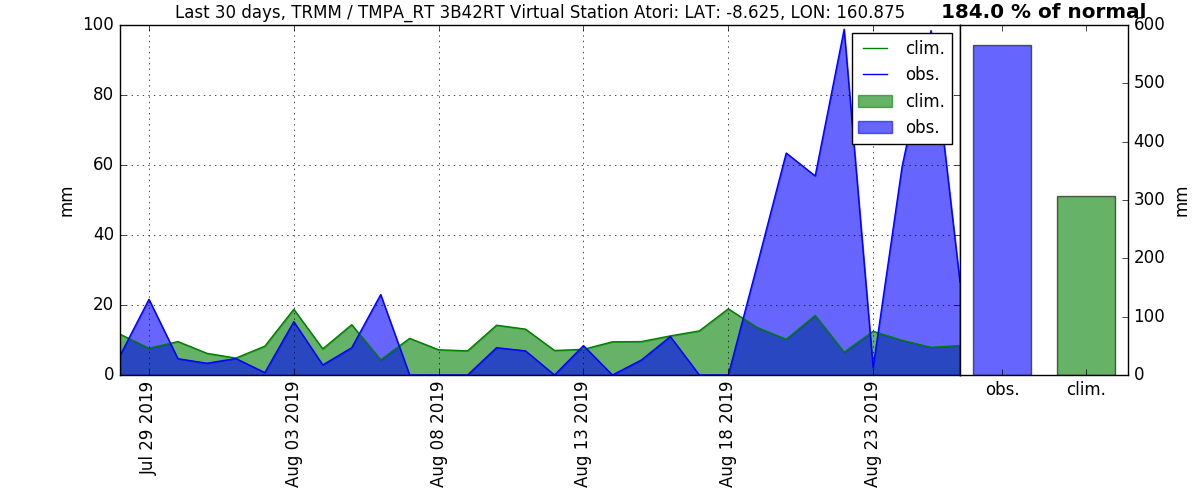 Last 30 days, TRMM / TMPA_RT 3B42RT Virtual Station Atori: LAT: -8.625, LON: 160.875
184.0 % of normal
100
80
60
40
20
0
mm
clim.
obs.
clim.
obs.
Jul 29 2019
Aug 03 2019
Aug 08 2019
Aug 13 2019
Aug 18 2019
Aug 23 2019
600
500
400
300
200
100
0
mm
obs.
clim.